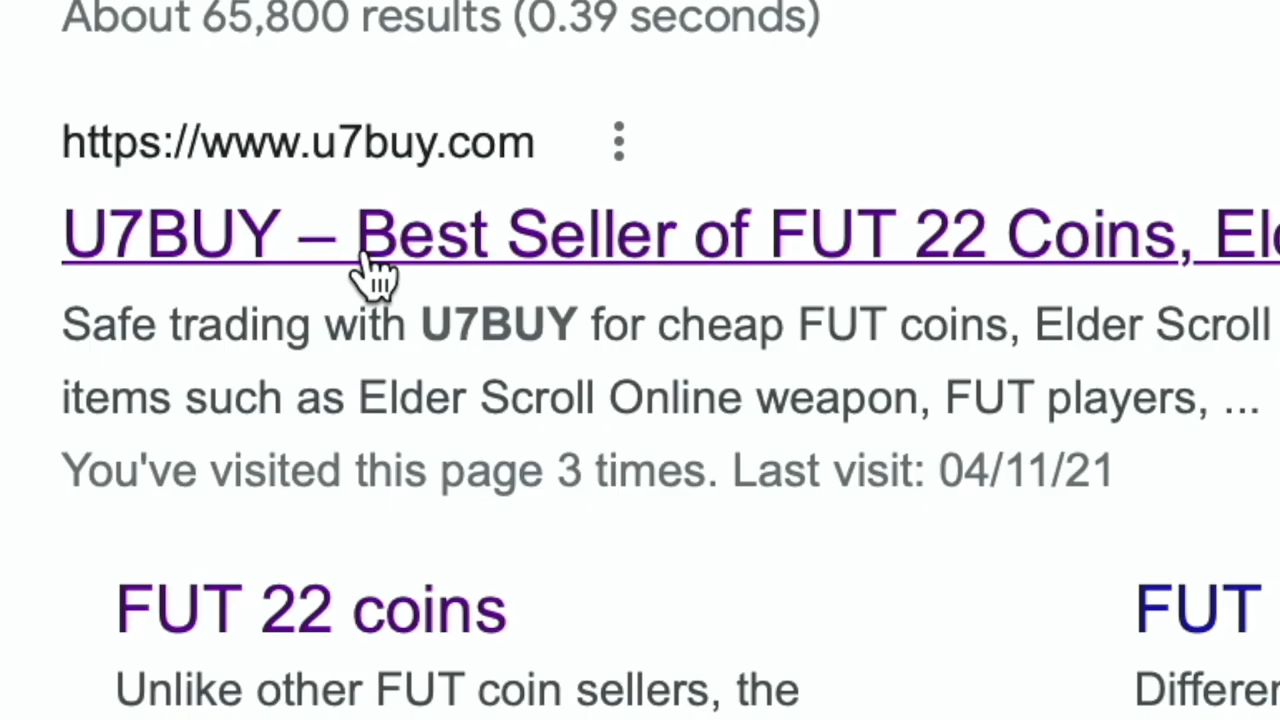 About 65,800 results (0.39 seconds)
https://www.u7buy.com
U7BUY – Best Seller of FUT 22 Coins,
Safe trading with U7BUY for cheap FUT coins, Elder Scroll
items such as Elder Scroll Online weapon, FUT players, ...
You've visited this page 3 times. Last visit: 04/11/21
FUT 22 coins
FUT
Unlike other FUT coin sellers, the